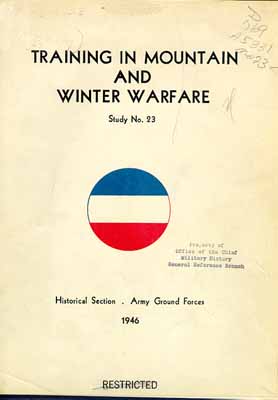 TRAINING IN MOUNTAIN
AND
WINTER WARFARE
Study No. 23
Property of
Office of the Chief
Military History
General Reference Branch
Historical Section . Army Ground Forces
1946
RESTRICTED